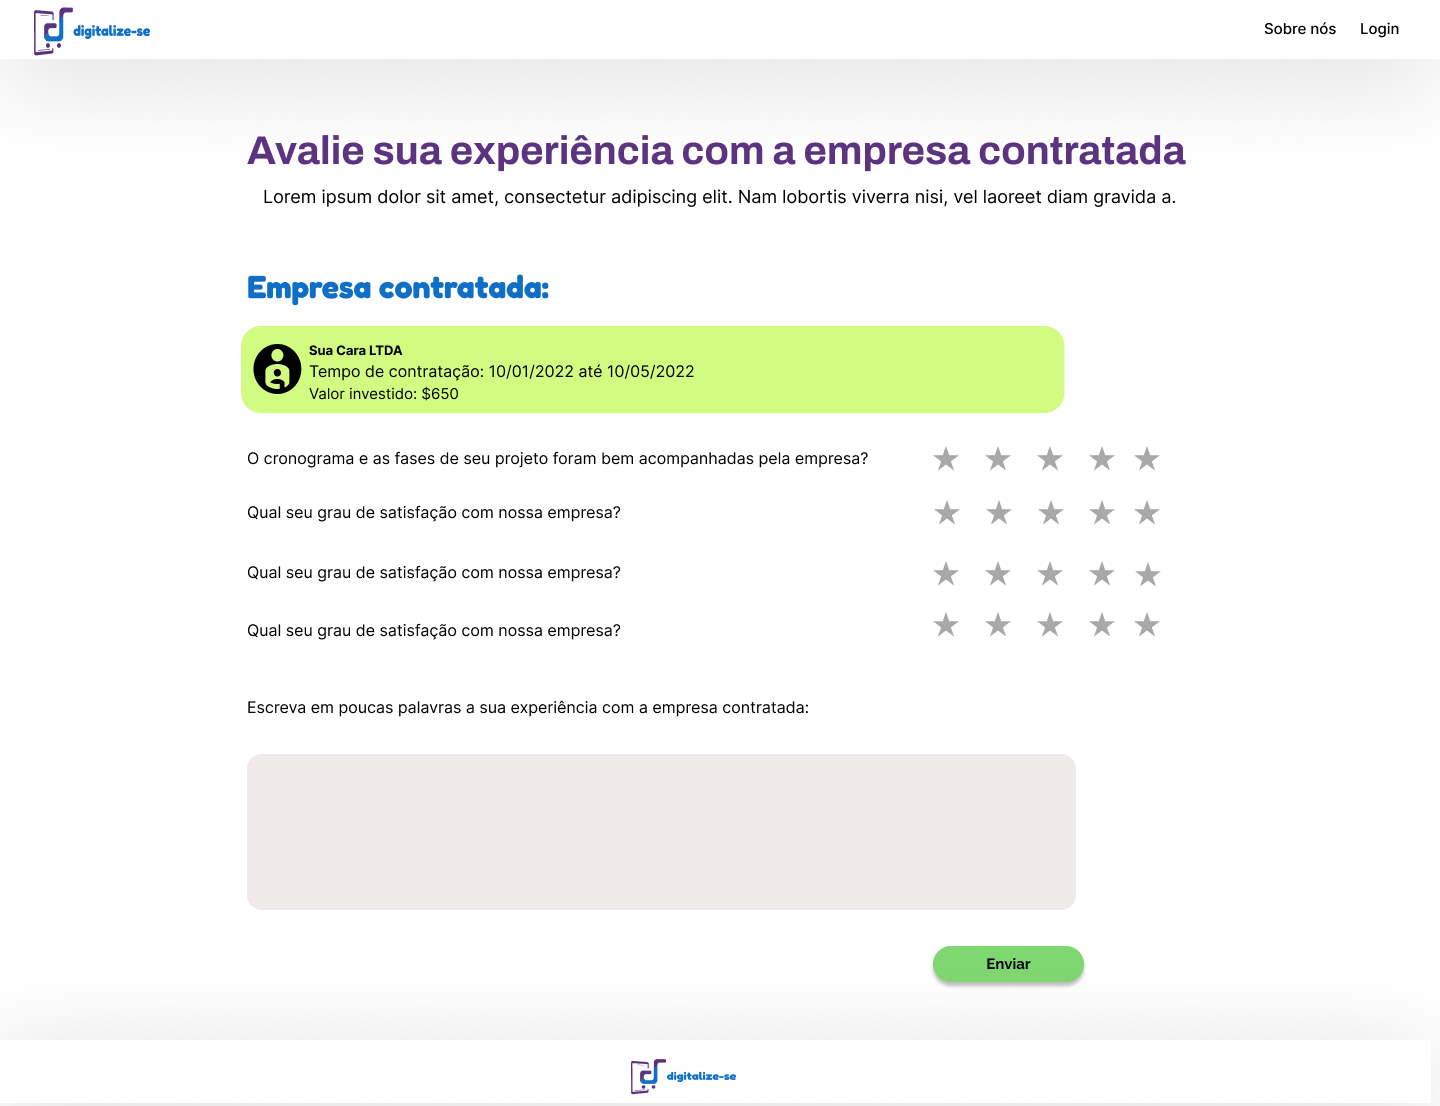 digitalize-se
Sobre nós Login
Avalie sua experiência com a empresa contratada
Lorem ipsum dolor sit amet, consectetur adipiscing elit. Nam lobortis viverra nisi, vel laoreet diam gravida a.
Empresa contratada:
Sua Cara LTDA
Tempo de contratação: 10/01/2022 até 10/05/2022
Valor investido: $650
O cronograma e as fases de seu projeto foram bem acompanhadas pela empresa?
Qual seu grau de satisfação com nossa empresa?
Qual seu grau de satisfação com nossa empresa?
Qual seu grau de satisfação com nossa empresa?
Escreva em poucas palavras a sua experiência com a empresa contratada:
Enviar
digitalize-se